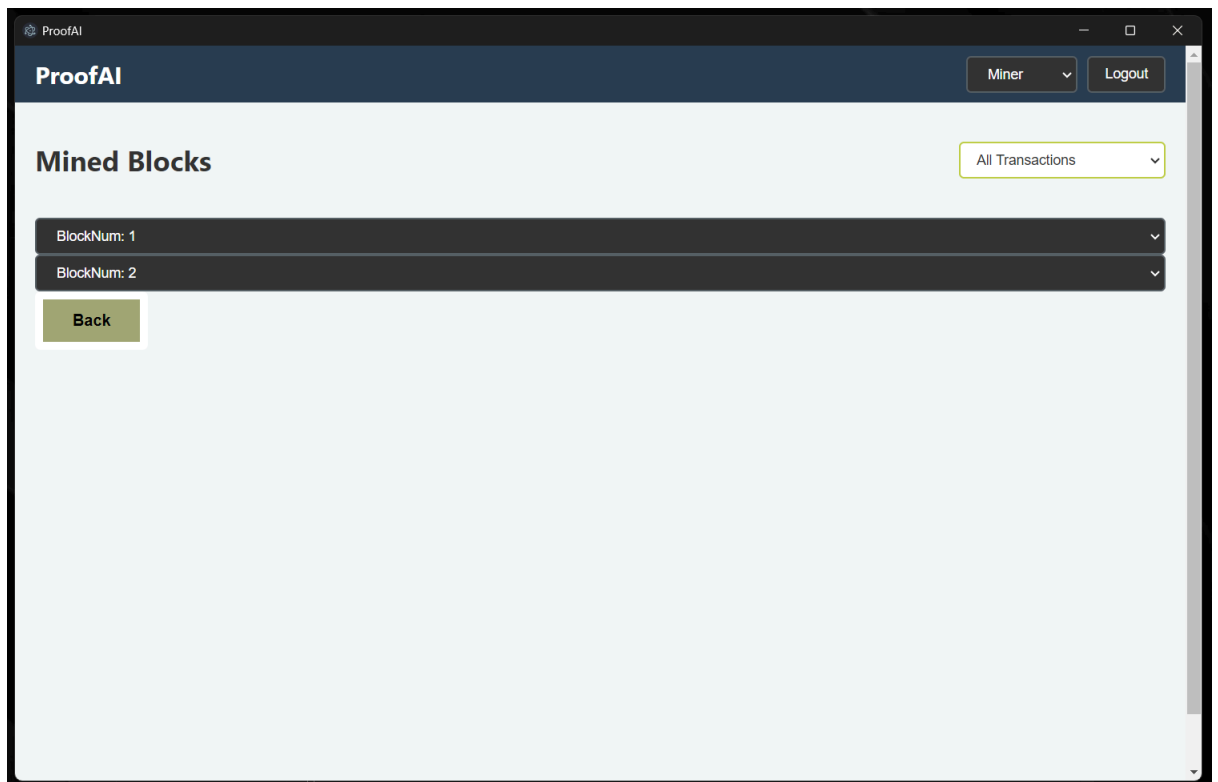 ProofAI
ProofAI
Miner
Logout
Mined Blocks
All Transactions
BlockNum: 1
BlockNum: 2
Back